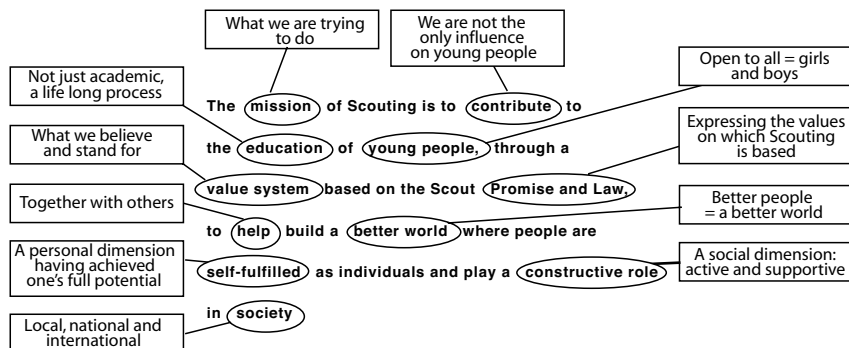 What we are trying
to do
We are not the
only influence
on young people
Open to all = girls
and boys
Not just academic,
a life long process
The mission of Scouting is to contribute to
Expressing the values
on which Scouting
is based
What we believe
and stand for
the education of young people, through a
value system based on the Scout Promise and Law,
Together with others
Better people
= a better world
to help build a better world where people are
A personal dimension
having achieved
one's full potential
self-fulfilled as individuals and play a constructive role
A social dimension:
active and supportive
in society
Local, national and
international